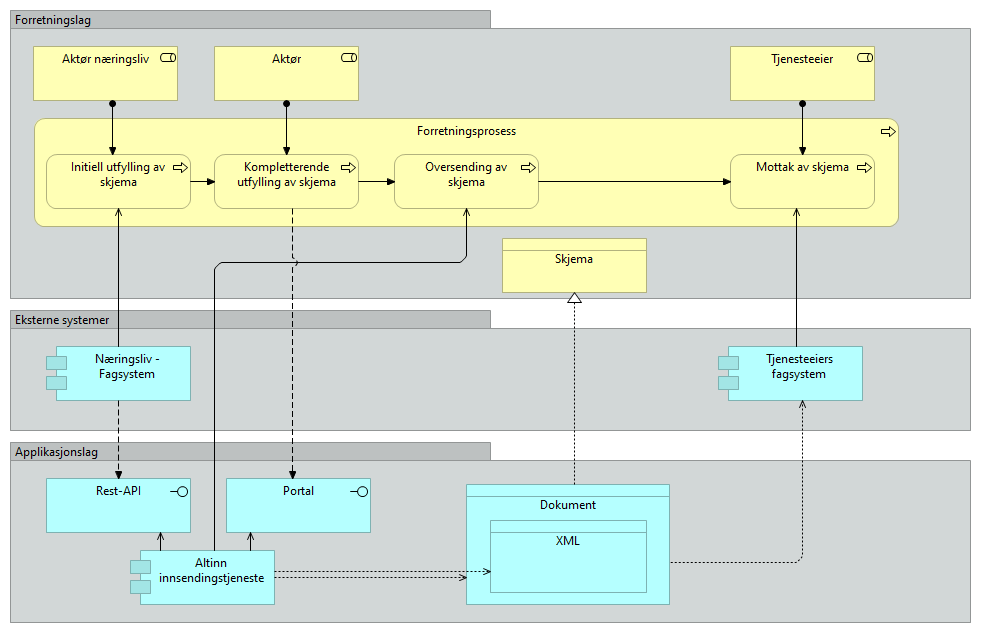 Forretningslag
Aktør næringsliv
Aktør
Tjenesteeier
Forretningsprosess
Initiell utfylling av
skjema
Kompletterende
utfylling av skjema
Oversending av
skjema
Mottak av skjema
Skjema
Eksterne systemer
Næringsliv -
Fagsystem
Tjenesteeiers
fagsystem
Applikasjonslag
Rest-API
Portal
Dokument
XML
Altinn
innsendingstjeneste